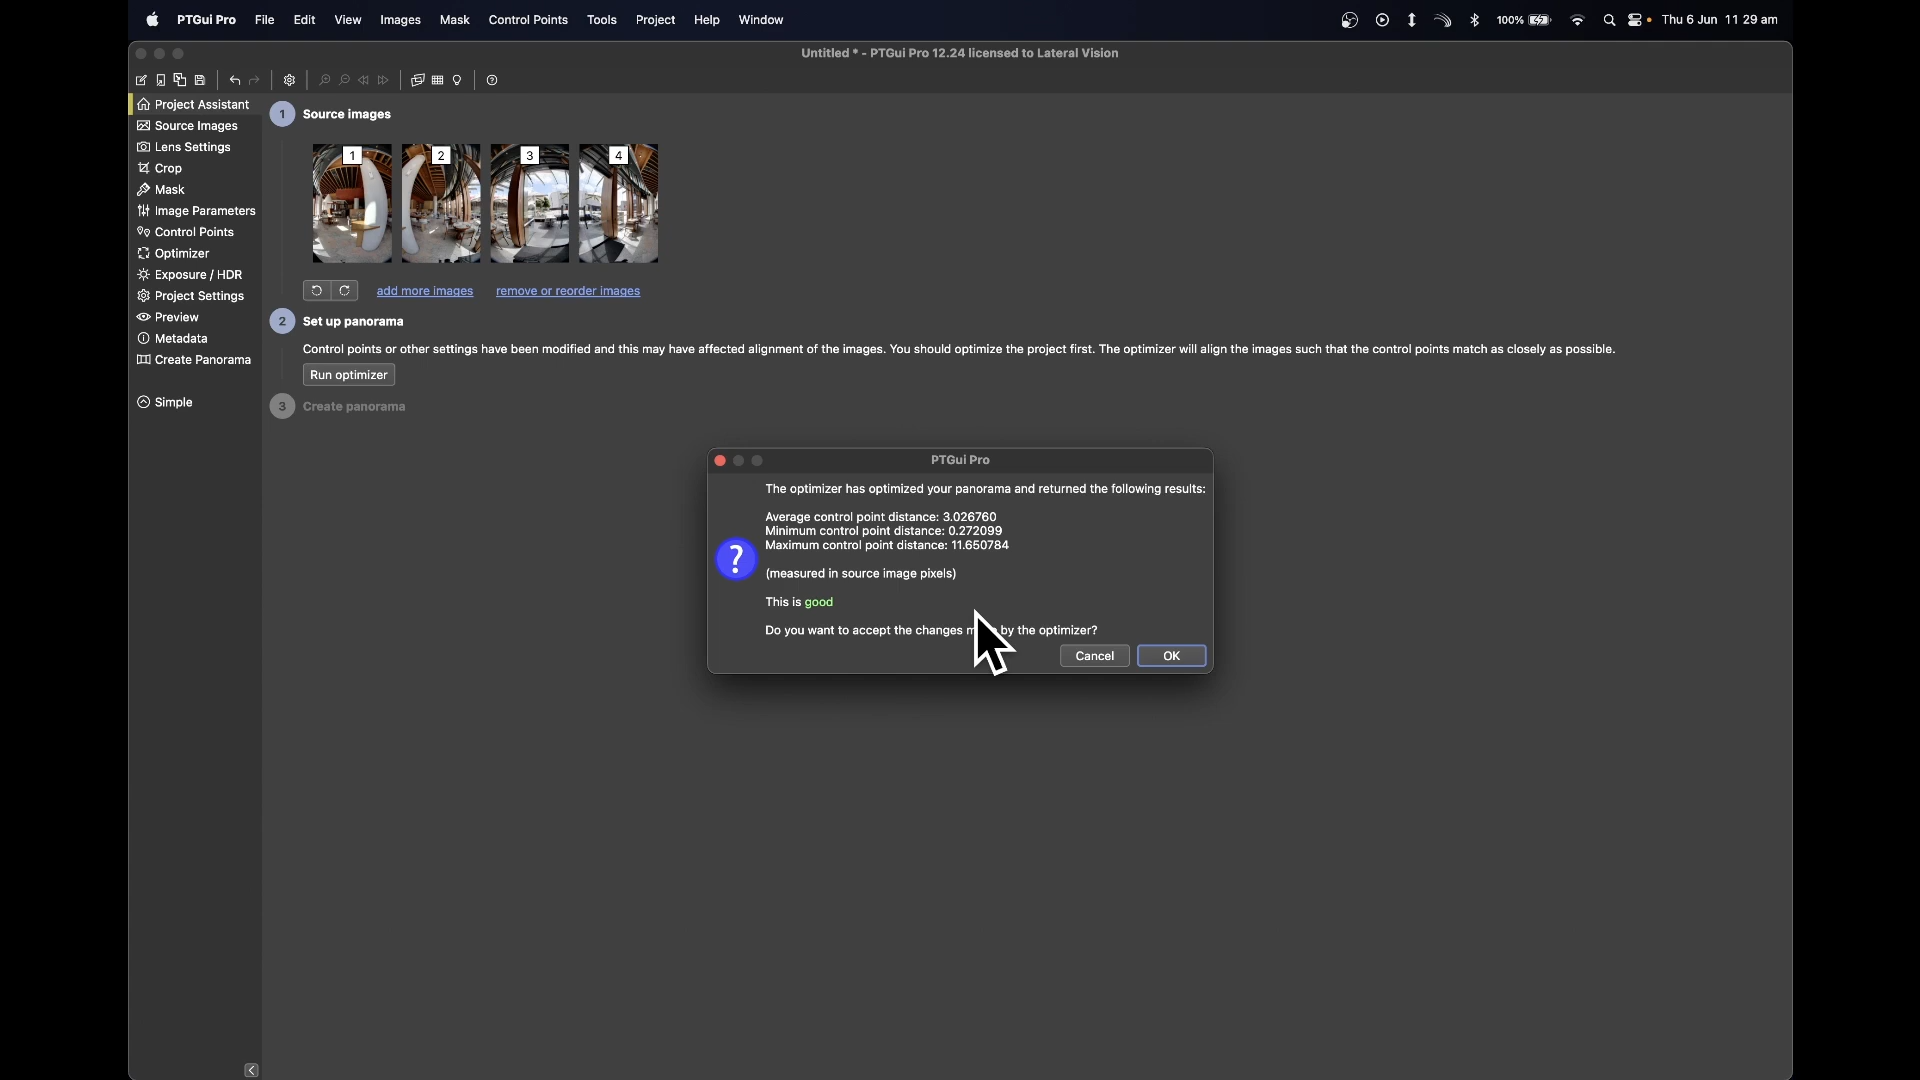 PTGui Pro File Edit View Images Mask Control Points Tools Project Help Window 100% Thu 6 Jun 11 29 am
Untitled * - PTGui Pro 12.24 licensed to Lateral Vision
Project Assistant
Source Images
Lens Settings
Crop
Mask
Image Parameters
Control Points
Optimizer
Exposure / HDR
Project Settings
Preview
Metadata
Create Panorama
Simple
1 Source images
1 2 3 4
add more images remove or reorder images
2 Set up panorama
Control points or other settings have been modified and this may have affected alignment of the images. You should optimize the project first. The optimizer will align the images such that the control points match as closely as possible.
Run optimizer
3 Create panorama
PTGui Pro
The optimizer has optimized your panorama and returned the following results:
Average control point distance: 3.026760
Minimum control point distance: 0.272099
Maximum control point distance: 11.650784
?
(measured in source image pixels)
This is good
Do you want to accept the changes by the optimizer?
Cancel OK